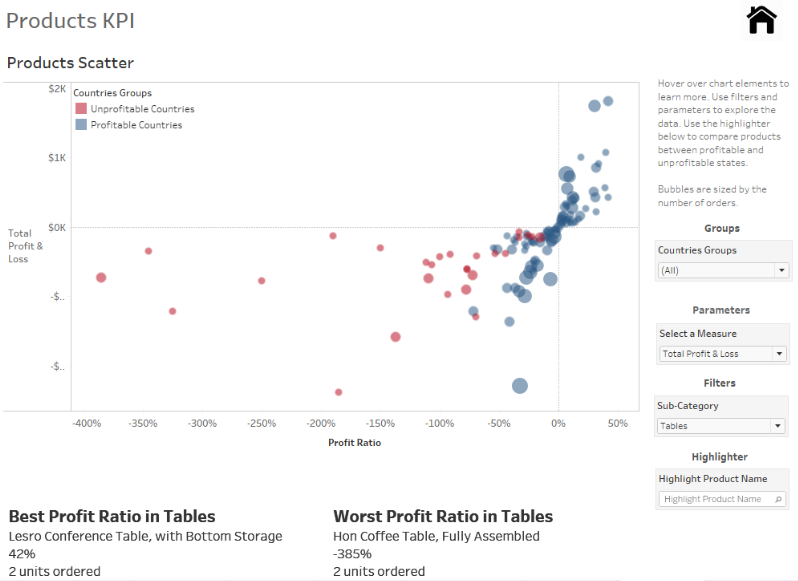 Products KPI
Products Scatter
Countries Groups
Unprofitable Countries
Profitable Countries
$2K
$1K
$0K
-$..
-$..
Total
Profit &
Loss
-400%
-350%
-300%
-250%
-200%
-150%
-100%
-50%
0%
50%
Profit Ratio
Hover over chart elements to
learn more. Use filters and
parameters to explore the
data. Use the highlighter
below to compare products
between profitable and
unprofitable states.
Bubbles are sized by the
number of orders.
Groups
Countries Groups
(All)
Parameters
Select a Measure
Total Profit & Loss
Filters
Sub-Category
Tables
Highlighter
Highlight Product Name
Highlight Product Name
Best Profit Ratio in Tables
Lesro Conference Table, with Bottom Storage
42%
2 units ordered
Worst Profit Ratio in Tables
Hon Coffee Table, Fully Assembled
-385%
2 units ordered